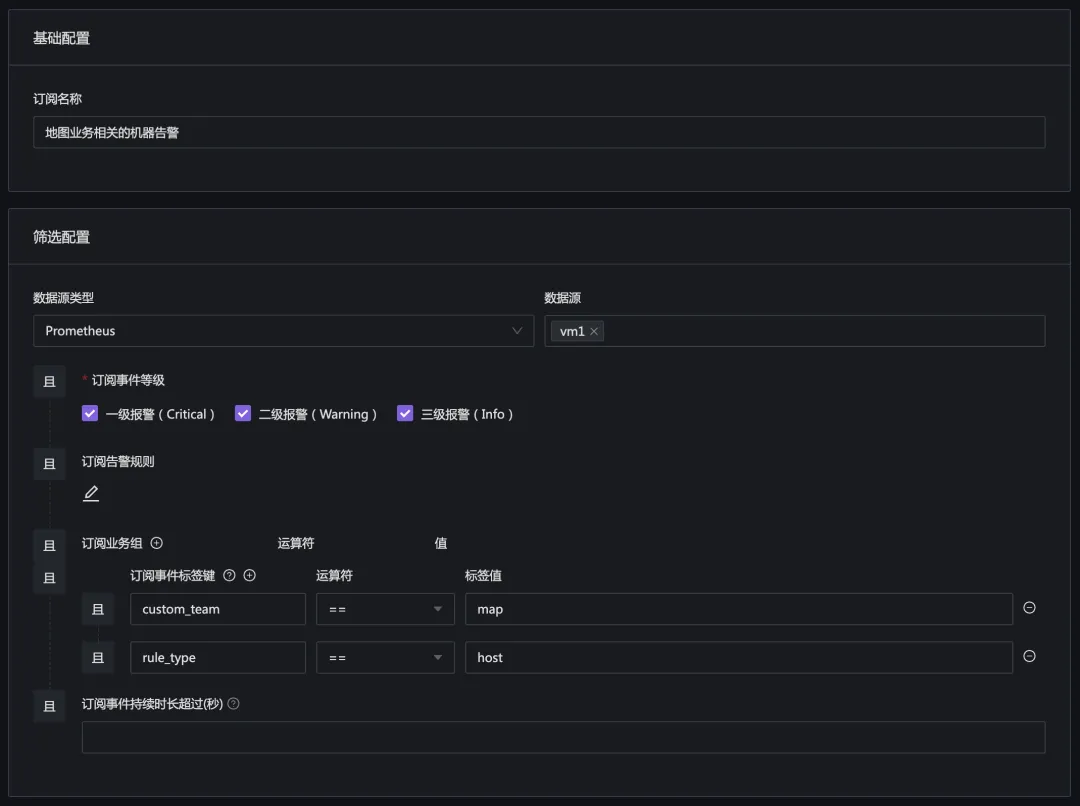 基础配置
订阅名称
地图业务相关的机器告警
筛选配置
数据源类型 数据源
Prometheus vm1
且 * 订阅事件等级
一级报警 ( Critical ) 二级报警 ( Warning ) 三级报警 ( Info )
且 订阅告警规则
且 订阅业务组 运算符 值
且 订阅事件标签键 运算符 标签值
且 custom_team == map
且 rule_type == host
且 订阅事件持续时长超过(秒)